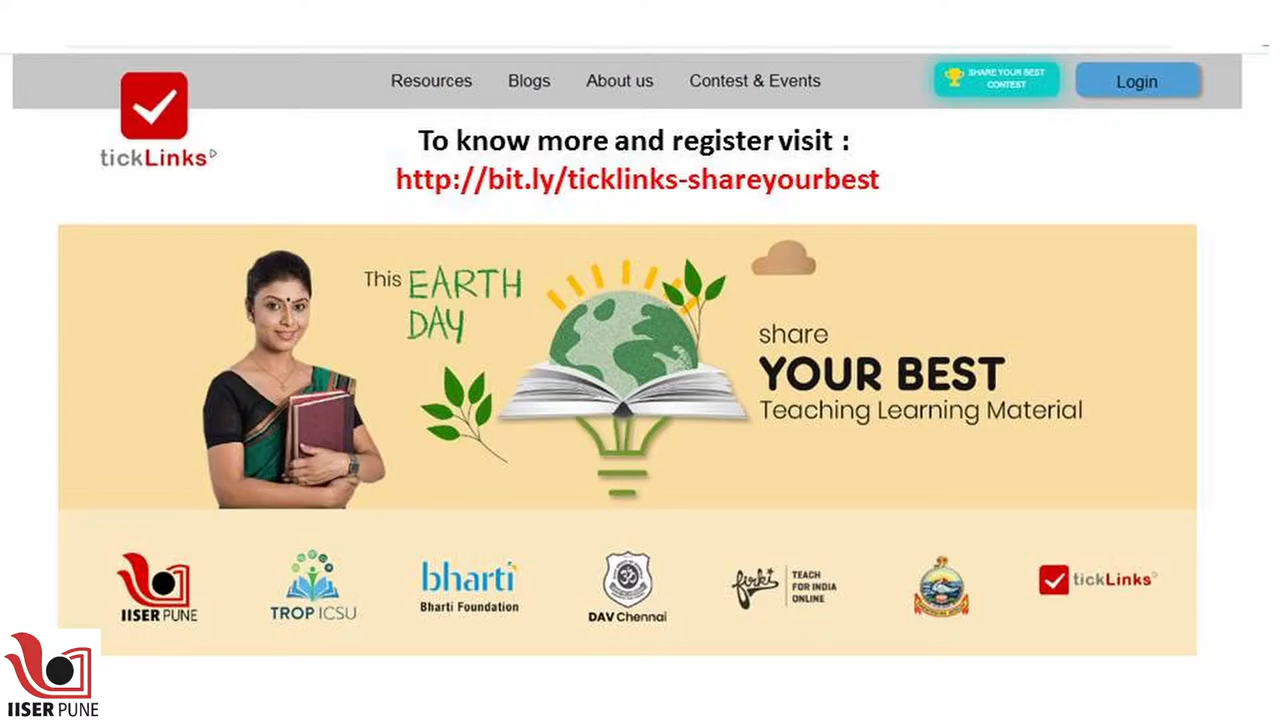 Resources Blogs About us Contest & Events
SHARE YOUR BEST
CONTEST
Login
tickLinks
To know more and register visit :
http://bit.ly/ticklinks-shareyourbest
This EARTH
DAY
share
YOUR BEST
Teaching Learning Material
IISER PUNE
TROP ICSU
bharti
Bharti Foundation
DAV Chennai
firki
TEACH
FOR INDIA
ONLINE
tickLinks
IISER PUNE